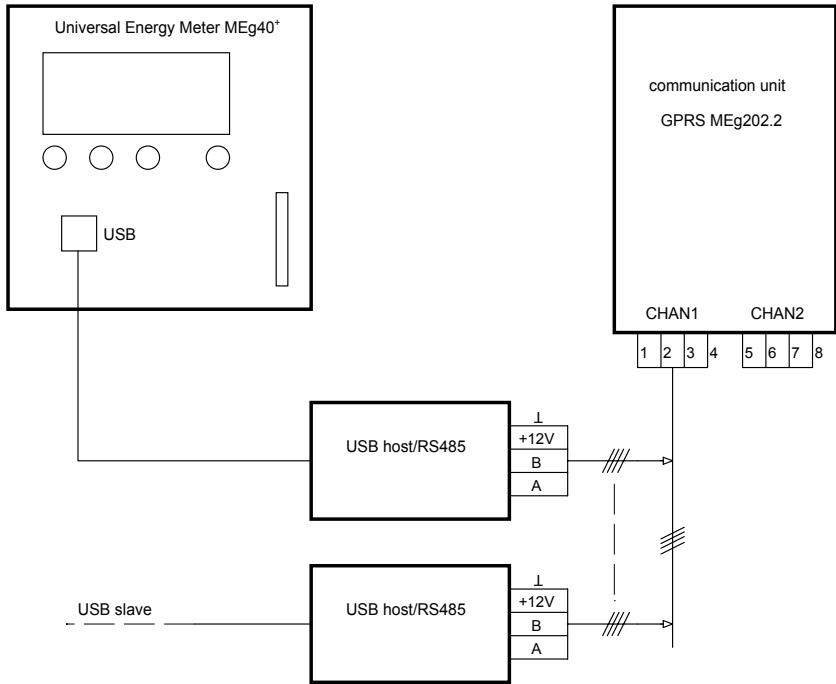 Universal Energy Meter MEg40⁺
USB
communication unit
GPRS MEg202.2
CHAN1 CHAN2
1 2 3 4 5 6 7 8
USB host/RS485
⊥
+12V
B
A
USB slave
USB host/RS485
⊥
+12V
B
A